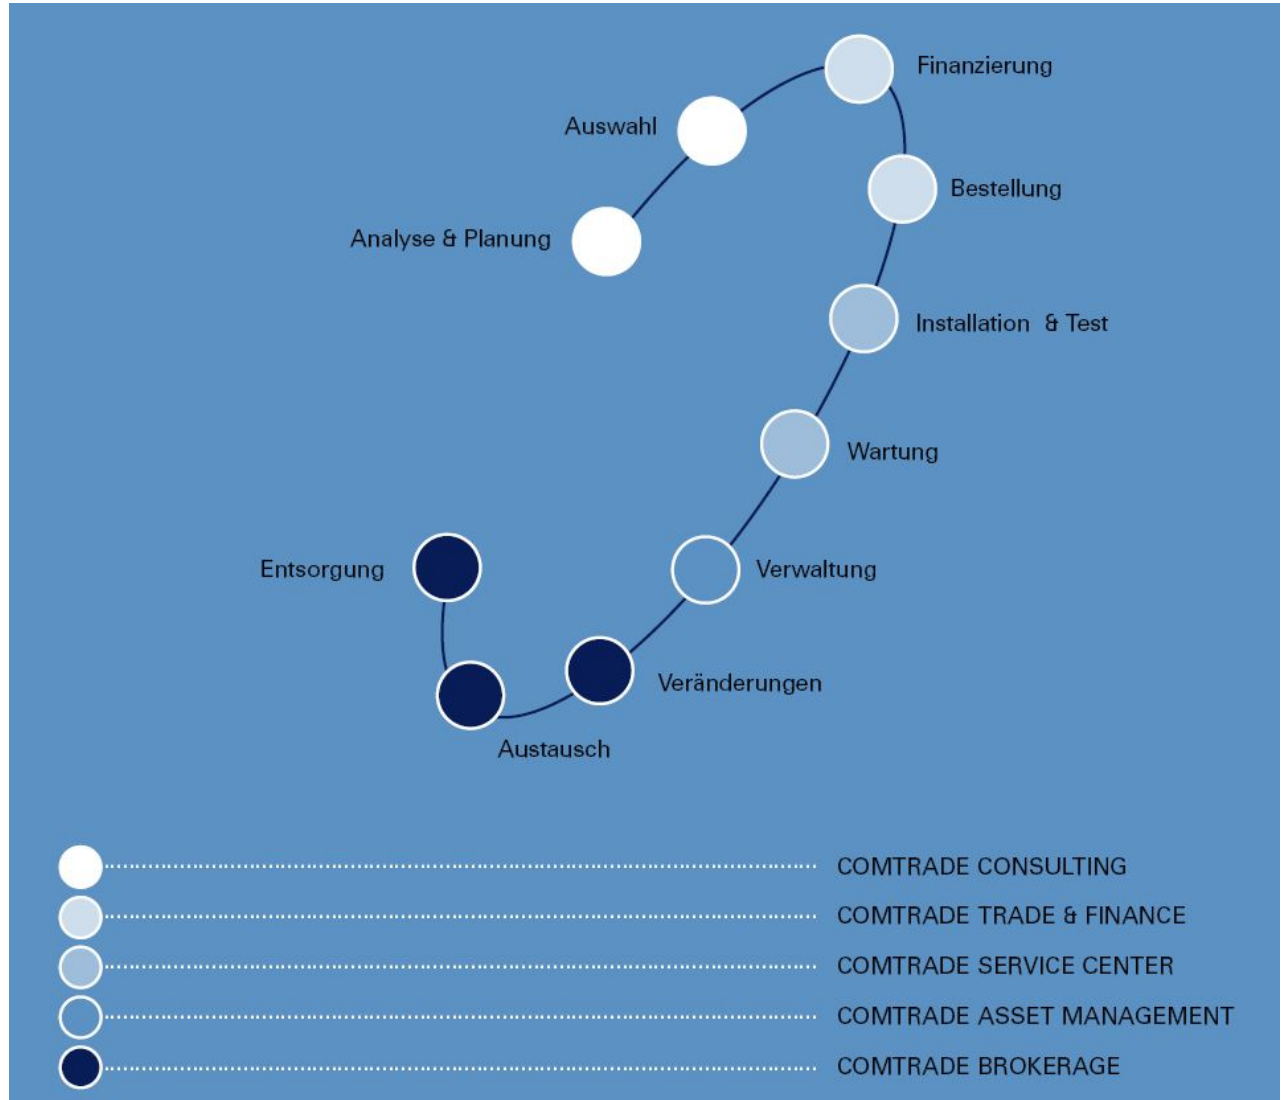 Finanzierung
Auswahl
Bestellung
Analyse & Planung
Installation & Test
Wartung
Entsorgung
Verwaltung
Veränderungen
Austausch
COMTRADE CONSULTING
COMTRADE TRADE & FINANCE
COMTRADE SERVICE CENTER
COMTRADE ASSET MANAGEMENT
COMTRADE BROKERAGE